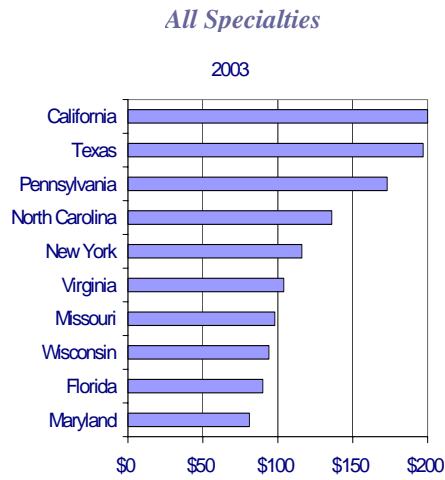 All Specialties
2003
California
Texas
Pennsylvania
North Carolina
New York
Virginia
Missouri
Wisconsin
Florida
Maryland
$0 $50 $100 $150 $200